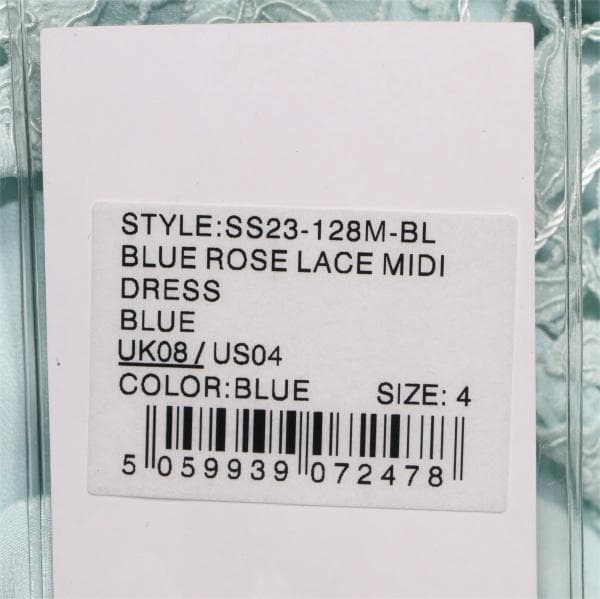 STYLE:SS23-128M-BL
BLUE ROSE LACE MIDI
DRESS
BLUE
UK08/US04
COLOR:BLUE SIZE: 4
5 059939 072478